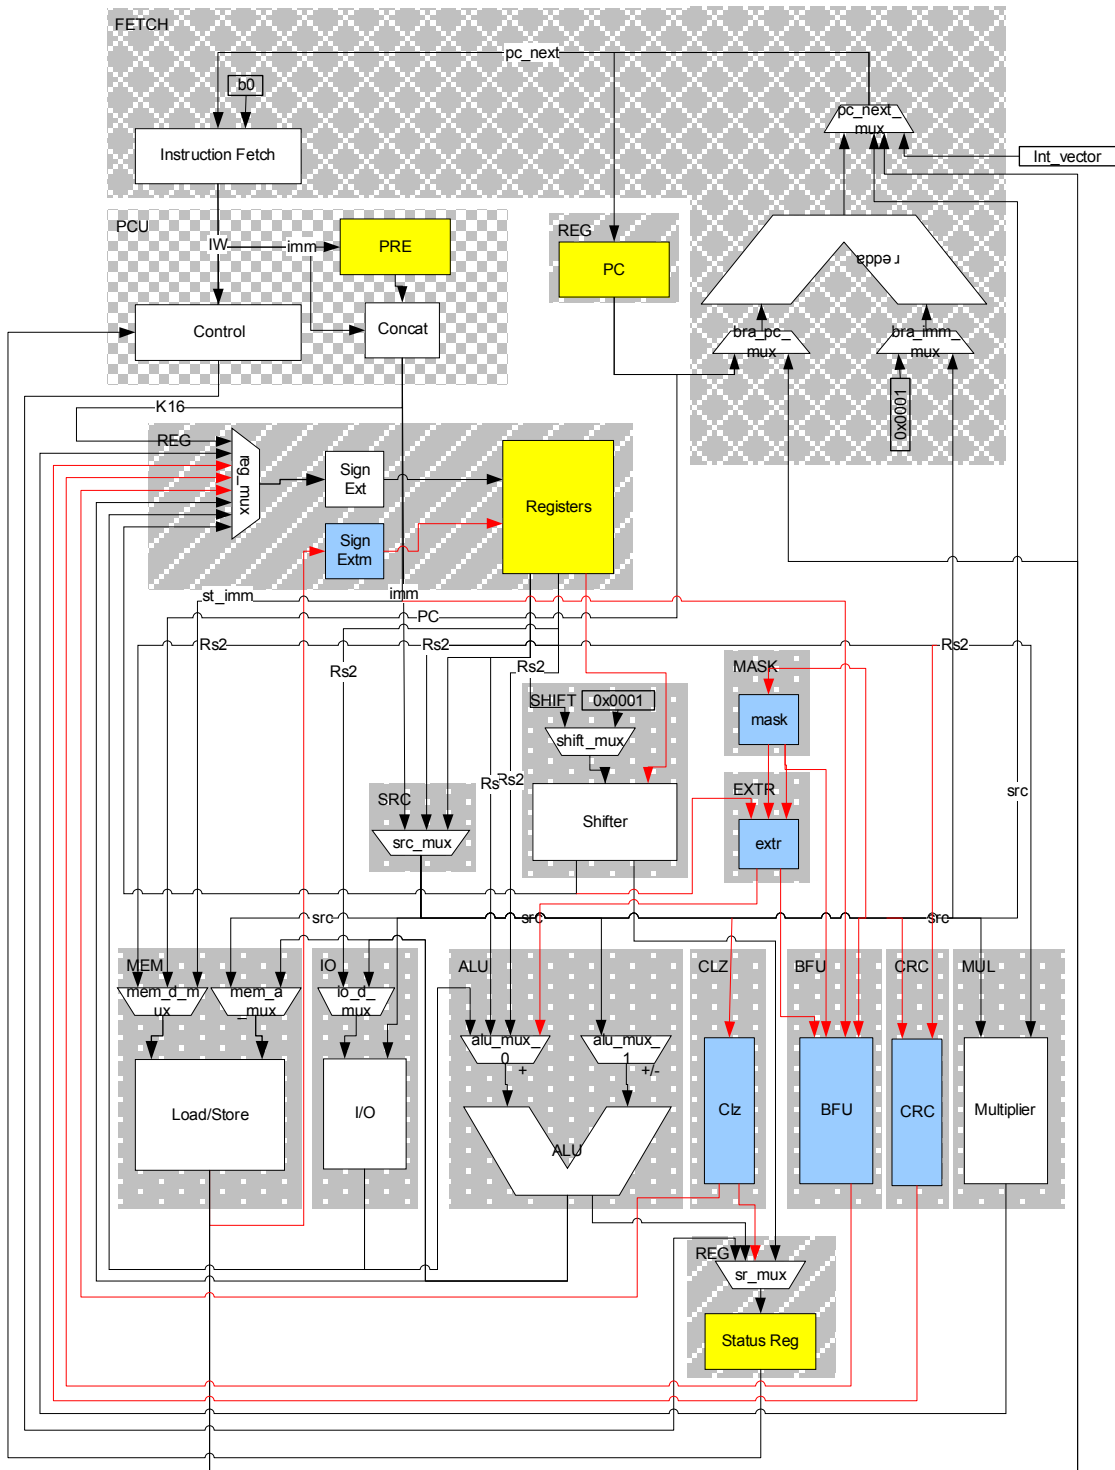 FETCH
pc_next
b0
pc_next_
mux
Instruction Fetch
Int_vector
PCU
REG
IW
imm
PRE
PC
r edda
Control
Concat
bra_pc_
mux
bra_imm_
mux
K16
0x0001
REG
reg_mux
Sign
Ext
Registers
Sign
Extm
st_imm
imm
PC
Rs2
Rs2
Rs2
Rs2
Rs2
MASK
SHIFT
0x0001
mask
shift_mux
Rs
Rs2
EXTR
src
SRC
Shifter
src_mux
extr
src
src
src
MEM
IO
ALU
CLZ
BFU
CRC
MUL
mem_d_m
ux
mem_a
_mux
io_d_
mux
alu_mux_
0
+
alu_mux_
1
+/-
Load/Store
I/O
ALU
Clz
BFU
CRC
Multiplier
REG
sr_mux
Status Reg